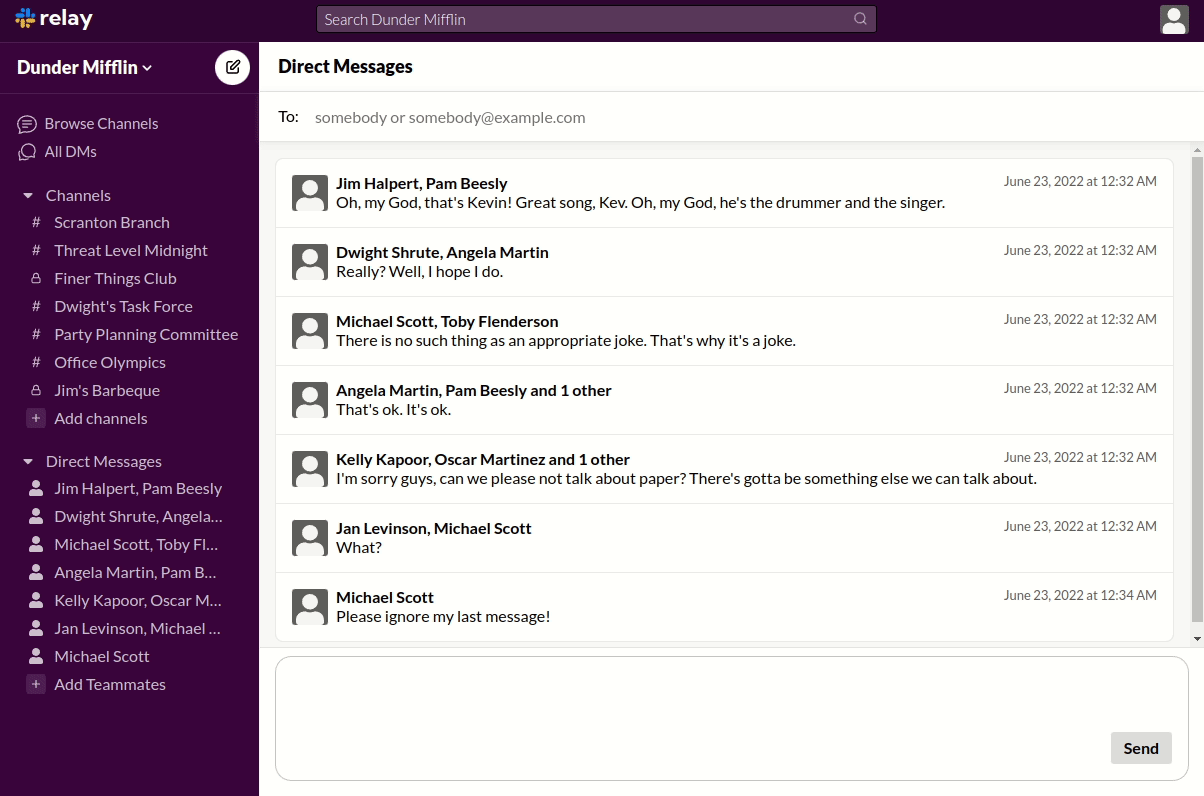 relay
Search Dunder Mifflin
Dunder Mifflin
Browse Channels
All DMs
Channels
# Scranton Branch
# Threat Level Midnight
Finer Things Club
# Dwight's Task Force
# Party Planning Committee
# Office Olympics
Jim's Barbeque
+ Add channels
Direct Messages
Jim Halpert, Pam Beesly
Dwight Shrute, Angela...
Michael Scott, Toby Fl...
Angela Martin, Pam B...
Kelly Kapoor, Oscar M...
Jan Levinson, Michael ...
Michael Scott
+ Add Teammates
Direct Messages
To: somebody or somebody@example.com
Jim Halpert, Pam Beesly June 23, 2022 at 12:32 AM
Oh, my God, that's Kevin! Great song, Kev. Oh, my God, he's the drummer and the singer.
Dwight Shrute, Angela Martin June 23, 2022 at 12:32 AM
Really? Well, I hope I do.
Michael Scott, Toby Flenderson June 23, 2022 at 12:32 AM
There is no such thing as an appropriate joke. That's why it's a joke.
Angela Martin, Pam Beesly and 1 other June 23, 2022 at 12:32 AM
That's ok. It's ok.
Kelly Kapoor, Oscar Martinez and 1 other June 23, 2022 at 12:32 AM
I'm sorry guys, can we please not talk about paper? There's gotta be something else we can talk about.
Jan Levinson, Michael Scott June 23, 2022 at 12:32 AM
What?
Michael Scott June 23, 2022 at 12:34 AM
Please ignore my last message!
Send